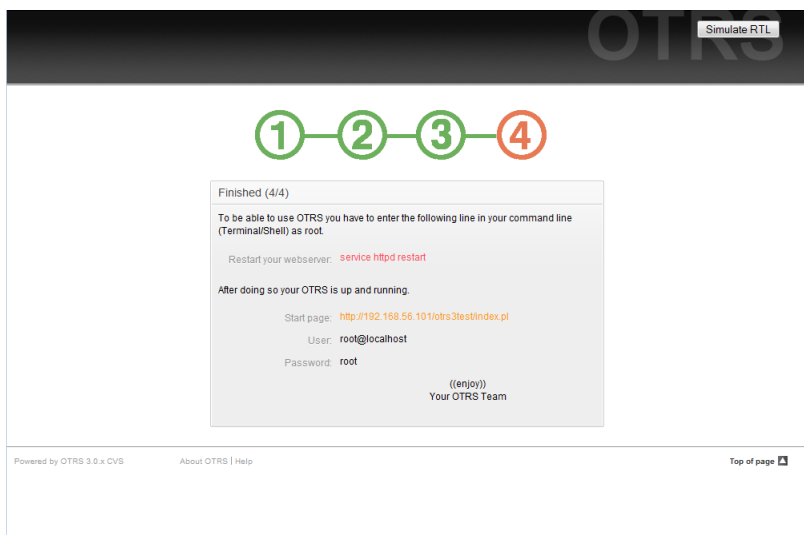 OTRS
Simulate RTL
1 2 3 4
Finished (4/4)
To be able to use OTRS you have to enter the following line in your command line
(Terminal/Shell) as root.
Restart your webserver: service httpd restart
After doing so your OTRS is up and running.
Start page: http://192.168.56.101/otrs3test/index.pl
User: root@localhost
Password: root
((enjoy))
Your OTRS Team
Powered by OTRS 3.0.x CVS About OTRS | Help Top of page